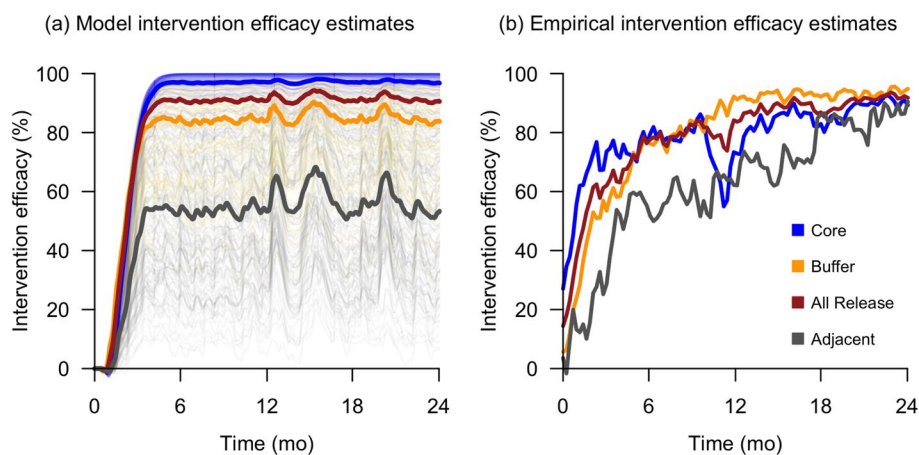 (a) Model intervention efficacy estimates
(b) Empirical intervention efficacy estimates
Intervention efficacy (%)
100
80
60
40
20
0
0 6 12 18 24
Time (mo)
Intervention efficacy (%)
100
80
60
40
20
0
Core
Buffer
All Release
Adjacent
0 6 12 18 24
Time (mo)